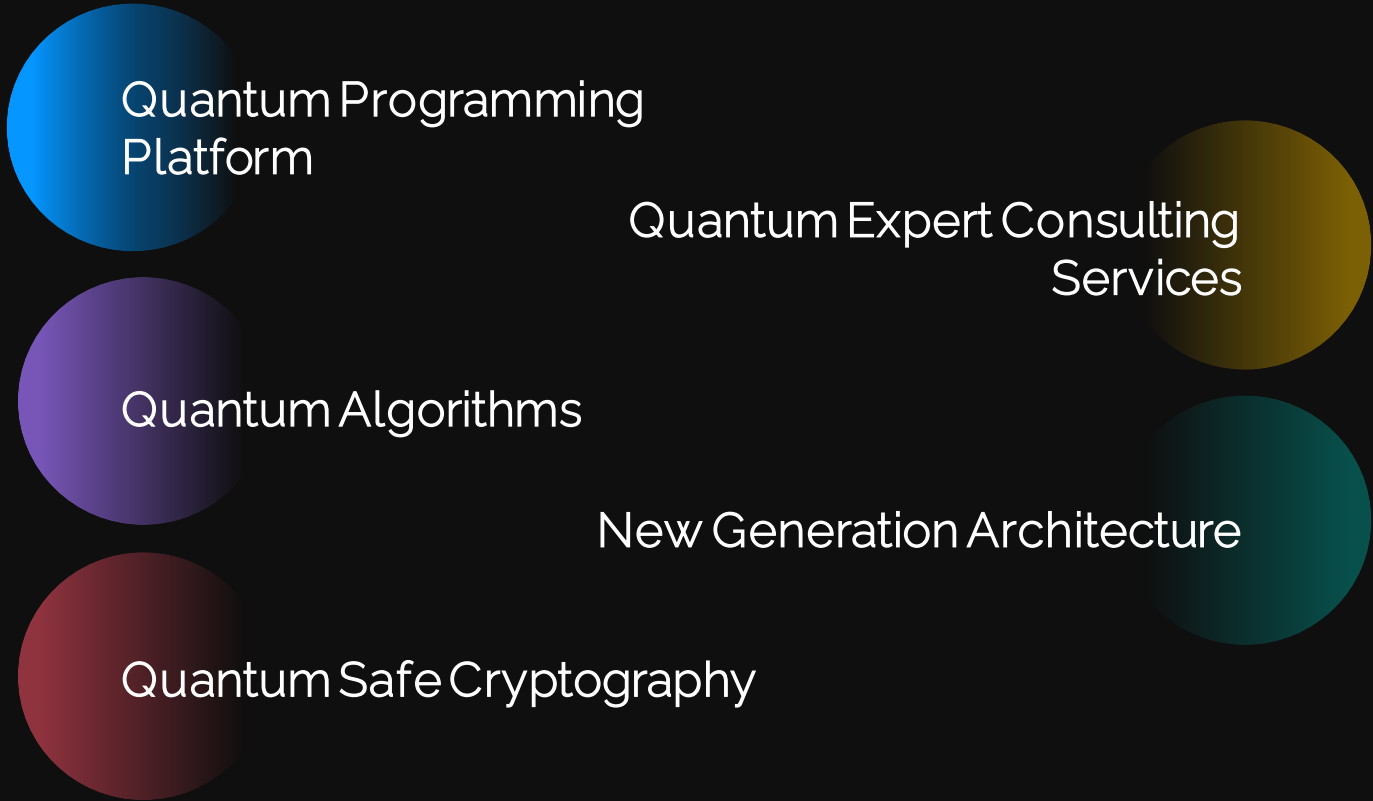 Quantum Programming
Platform
Quantum Expert Consulting
Services
Quantum Algorithms
New Generation Architecture
Quantum Safe Cryptography